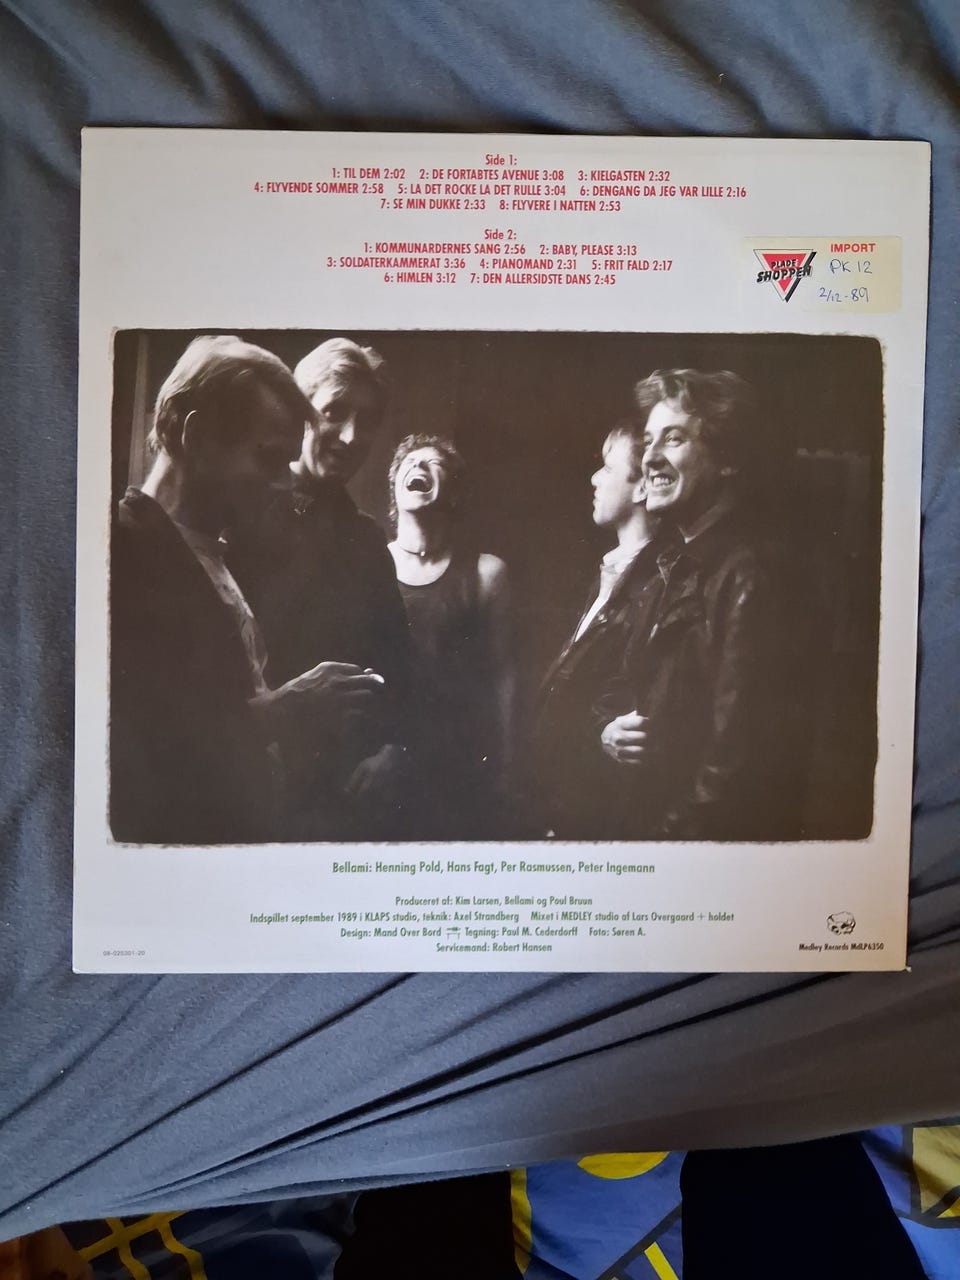 Side 1:
1: TIL DEM 2:02 2: DE FORTABTES AVENUE 3:08 3: KIELGASTEN 2:32
4: FLYVENDE SOMMER 2:58 5: LA DET ROCKE LA DET RULLE 3:04 6: DENGANG DA JEG VAR LILLE 2:16
7: SE MIN DUKKE 2:33 8: FLYVERE I NATTEN 2:53
Side 2:
1: KOMMUNARDERNES SANG 2:56 2: BABY, PLEASE 3:13
3: SOLDATERKAMMERAT 3:36 4: PIANOMAND 2:31 5: FRIT FALD 2:17
6: HIMLEN 3:12 7: DEN ALLERSIDSTE DANS 2:45
IMPORT
PLADE
SHOPPEN
PK 12
2/12-89
Bellami: Henning Pold, Hans Fagt, Per Rasmussen, Peter Ingemann
Produceret af: Kim Larsen, Bellami og Poul Bruun
Indspillet september 1989 i KLAPS studio, teknik: Axel Strandberg Mixet i MEDLEY studio af Lars Overgaard + holdet
Design: Mand Over Bord Tegning: Paul M. Cederdorff Foto: Søren A.
Servicemand: Robert Hansen
08-025301-20
Medley Records MdLP6350